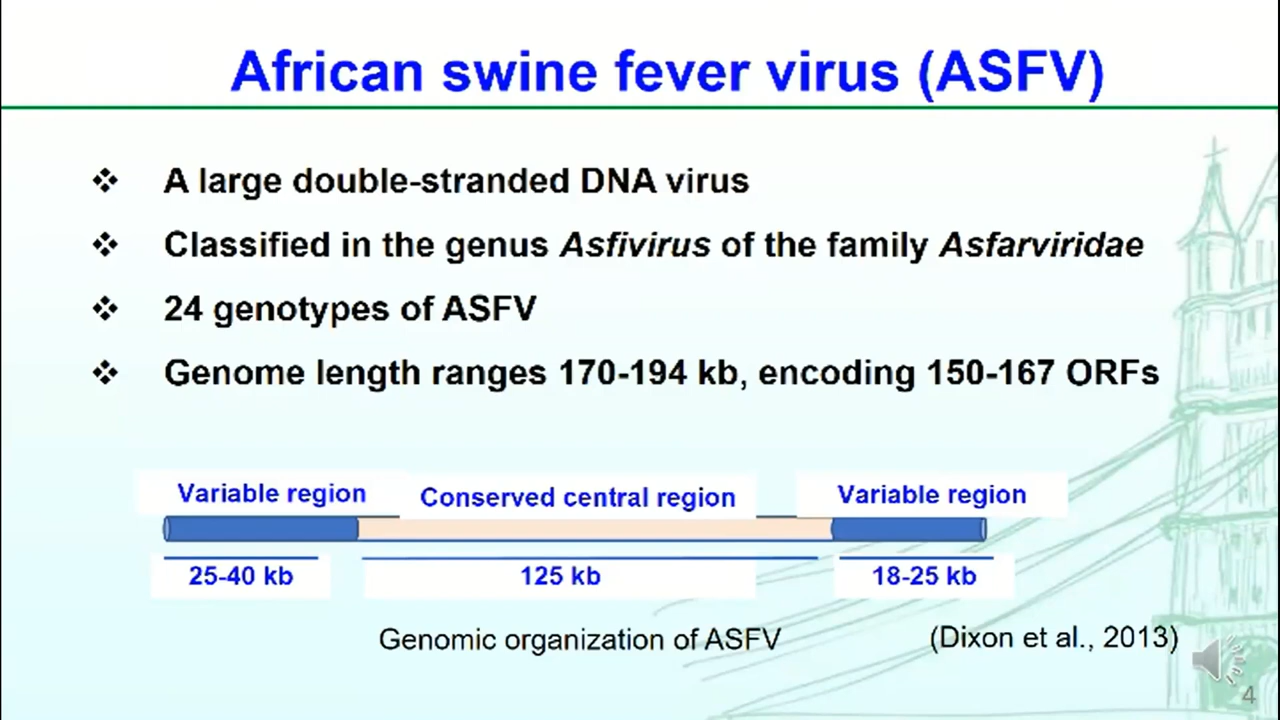 African swine fever virus (ASFV)
❖ A large double-stranded DNA virus
❖ Classified in the genus Asfivirus of the family Asfarviridae
❖ 24 genotypes of ASFV
❖ Genome length ranges 170-194 kb, encoding 150-167 ORFs
Variable region Conserved central region Variable region
25-40 kb 125 kb 18-25 kb
Genomic organization of ASFV (Dixon et al., 2013)
4